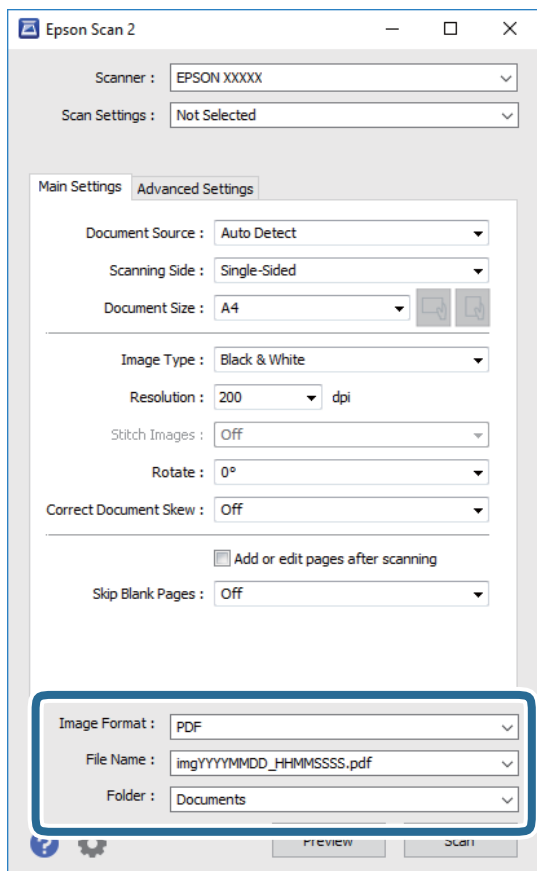 Epson Scan 2
Scanner : EPSON XXXXX
Scan Settings : Not Selected
Main Settings Advanced Settings
Document Source : Auto Detect
Scanning Side : Single-Sided
Document Size : A4
Image Type : Black & White
Resolution : 200 dpi
Stitch Images : Off
Rotate : 0°
Correct Document Skew : Off
Add or edit pages after scanning
Skip Blank Pages : Off
Image Format : PDF
File Name : imgYYYYMMDD_HHMMSSSS.pdf
Folder : Documents
? Preview Scan